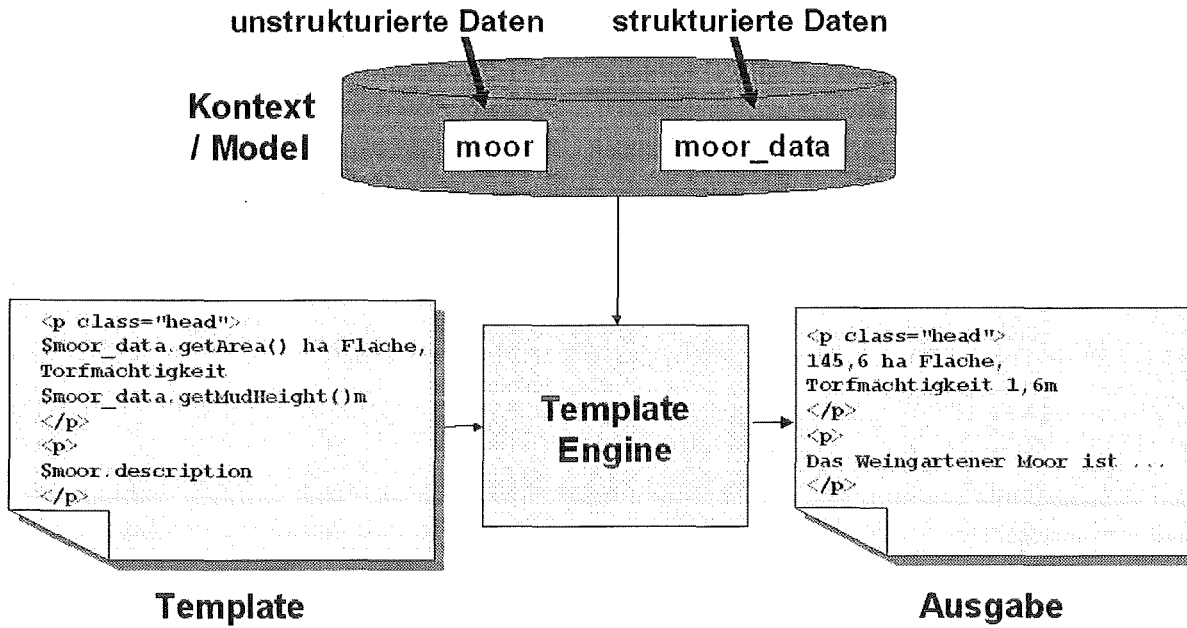 unstrukturierte Daten
strukturierte Daten
Kontext
/ Model
moor
moor_data
<p class="head">
$moor_data.getArea() ha Fläche,
Torfmächtigkeit
$moor_data.getMudHeight()m
</p>
<p>
$moor.description
</p>
Template
Engine
<p class="head">
145,6 ha Fläche,
Torfmächtigkeit 1,6m
</p>
<p>
Das Weingartener Moor ist ...
</p>
Template
Ausgabe